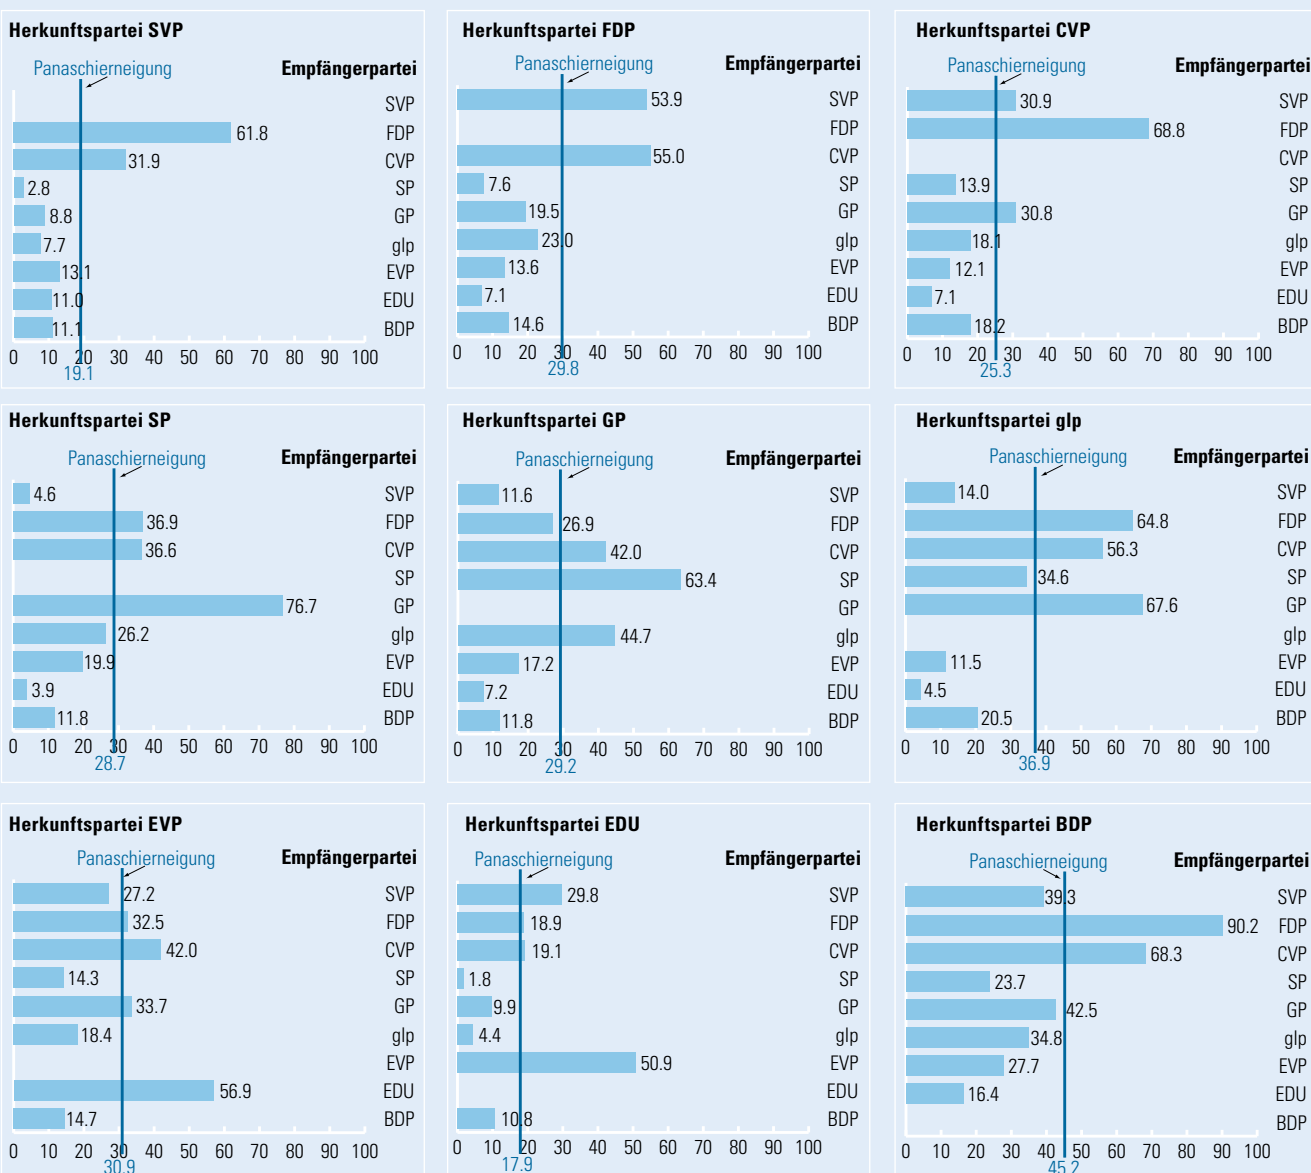 Herkunftspartei SVP
Panaschierneigung Empfängerpartei
SVP
61.8 FDP
31.9 CVP
2.8 SP
8.8 GP
7.7 glp
13.1 EVP
11.0 EDU
11.1 BDP
0 10 20 30 40 50 60 70 80 90 100
19.1
Herkunftspartei FDP
Panaschierneigung Empfängerpartei
53.9 SVP
FDP
55.0 CVP
7.6 SP
19.5 GP
23.0 glp
13.6 EVP
7.1 EDU
14.6 BDP
0 10 20 30 40 50 60 70 80 90 100
29.8
Herkunftspartei CVP
Panaschierneigung Empfängerpartei
30.9 SVP
68.8 FDP
CVP
13.9 SP
30.8 GP
18.1 glp
12.1 EVP
7.1 EDU
18.2 BDP
0 10 20 30 40 50 60 70 80 90 100
25.3
Herkunftspartei SP
Panaschierneigung Empfängerpartei
4.6 SVP
36.9 FDP
36.6 CVP
SP
76.7 GP
26.2 glp
19.9 EVP
3.9 EDU
11.8 BDP
0 10 20 30 40 50 60 70 80 90 100
28.7
Herkunftspartei GP
Panaschierneigung Empfängerpartei
11.6 SVP
26.9 FDP
42.0 CVP
63.4 SP
GP
44.7 glp
17.2 EVP
7.2 EDU
11.8 BDP
0 10 20 30 40 50 60 70 80 90 100
29.2
Herkunftspartei glp
Panaschierneigung Empfängerpartei
14.0 SVP
64.8 FDP
56.3 CVP
34.6 SP
67.6 GP
glp
11.5 EVP
4.5 EDU
20.5 BDP
0 10 20 30 40 50 60 70 80 90 100
36.9
Herkunftspartei EVP
Panaschierneigung Empfängerpartei
27.2 SVP
32.5 FDP
42.0 CVP
14.3 SP
33.7 GP
18.4 glp
EVP
56.9 EDU
14.7 BDP
0 10 20 30 40 50 60 70 80 90 100
30.9
Herkunftspartei EDU
Panaschierneigung Empfängerpartei
29.8 SVP
18.9 FDP
19.1 CVP
1.8 SP
9.9 GP
4.4 glp
50.9 EVP
EDU
10.8 BDP
0 10 20 30 40 50 60 70 80 90 100
17.9
Herkunftspartei BDP
Panaschierneigung Empfängerpartei
39.3 SVP
90.2 FDP
68.3 CVP
23.7 SP
42.5 GP
34.8 glp
27.7 EVP
16.4 EDU
BDP
0 10 20 30 40 50 60 70 80 90 100
45.2